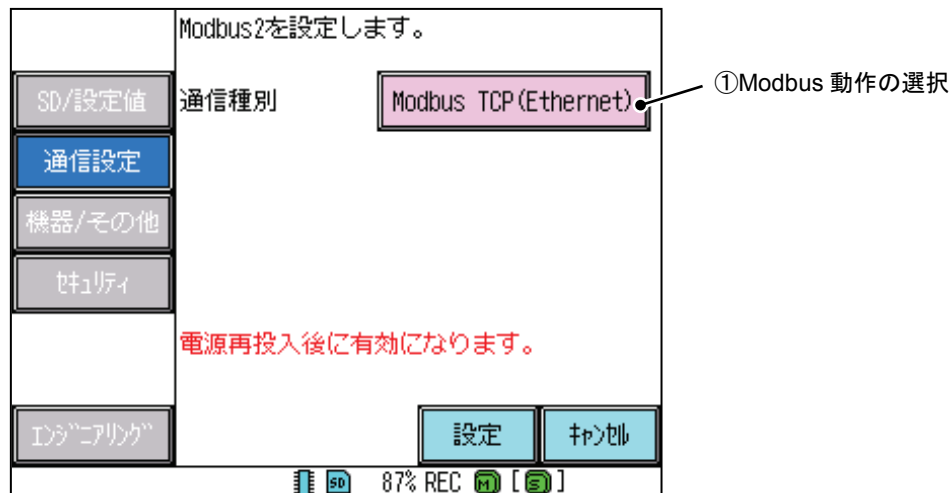 Modbus2を設定します。
SD/設定値
通信種別
Modbus TCP(Ethernet)
①Modbus 動作の選択
通信設定
機器/その他
ｾｷｭﾘﾃｨ
電源再投入後に有効になります。
ｴﾝｼﾞﾆｱﾘﾝｸﾞ
設定
ｷｬﾝｾﾙ
SD 87% REC M [S]